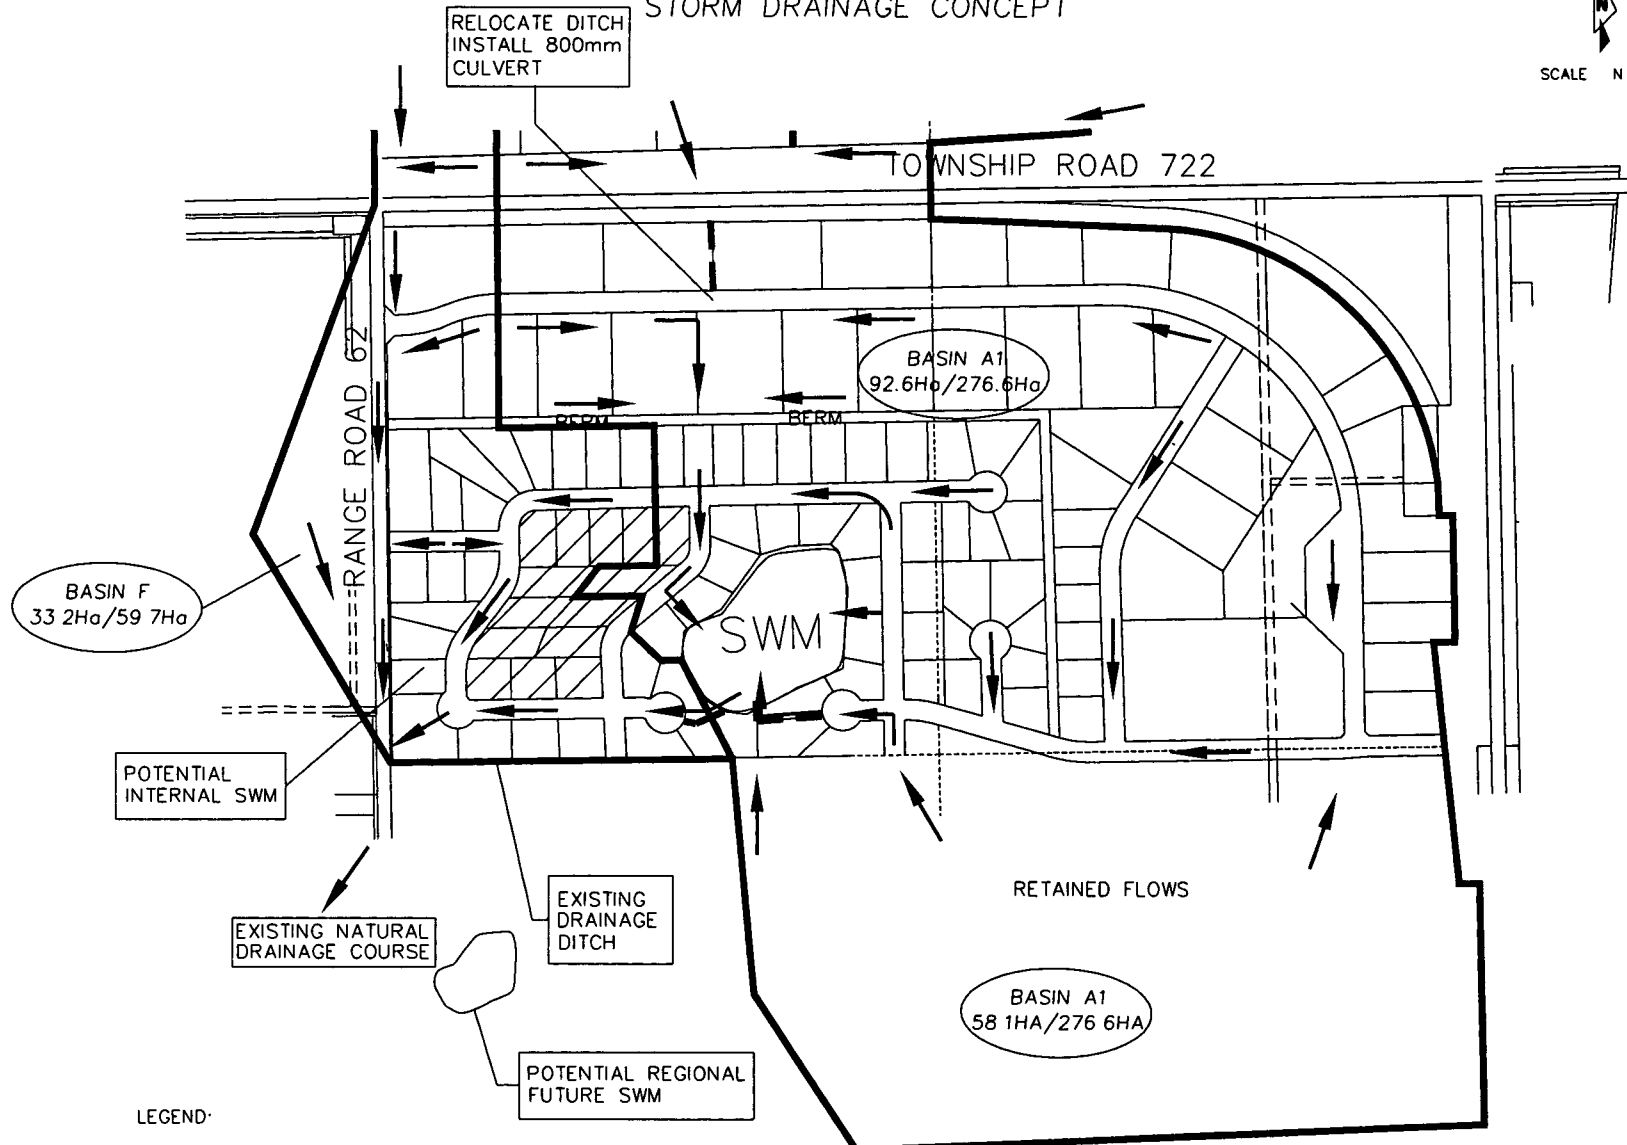 STORM DRAINAGE CONCEPT
RELOCATE DITCH
INSTALL 800mm
CULVERT
N
SCALE N
TOWNSHIP ROAD 722
RANGE ROAD 62
BASIN A1
92.6Ha/276.6Ha
BERM
BERM
BASIN F
33 2Ha/59 7Ha
SWM
POTENTIAL
INTERNAL SWM
RETAINED FLOWS
EXISTING
DRAINAGE
DITCH
EXISTING NATURAL
DRAINAGE COURSE
BASIN A1
58 1HA/276 6HA
POTENTIAL REGIONAL
FUTURE SWM
LEGEND·